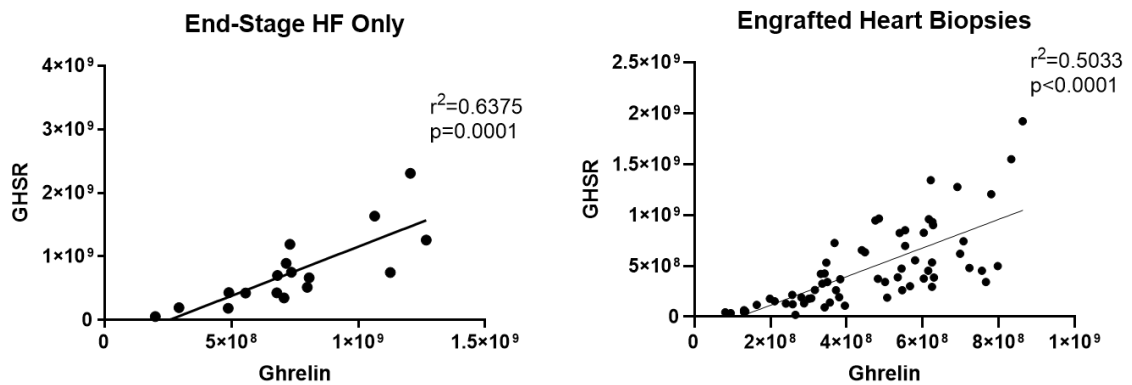 End-Stage HF Only
4×10⁹
3×10⁹
2×10⁹
1×10⁹
0
GHSR
r²=0.6375
p=0.0001
0
5×10⁸
1×10⁹
1.5×10⁹
Ghrelin
Engrafted Heart Biopsies
2.5×10⁹
2×10⁹
1.5×10⁹
1×10⁹
5×10⁸
0
GHSR
r²=0.5033
p<0.0001
0
2×10⁸
4×10⁸
6×10⁸
8×10⁸
1×10⁹
Ghrelin